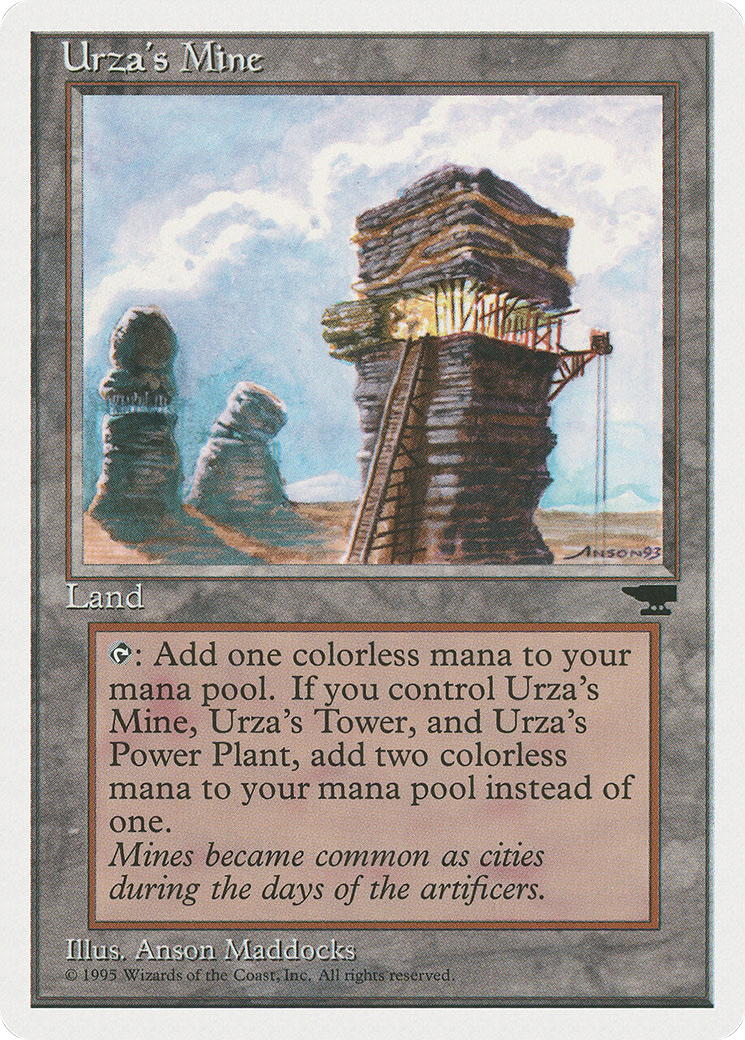 Urza's Mine
ANSON93
Land
: Add one colorless mana to your
mana pool. If you control Urza's
Mine, Urza's Tower, and Urza's
Power Plant, add two colorless
mana to your mana pool instead of
one.
Mines became common as cities
during the days of the artificers.
Illus. Anson Maddocks
© 1995 Wizards of the Coast, Inc. All rights reserved.